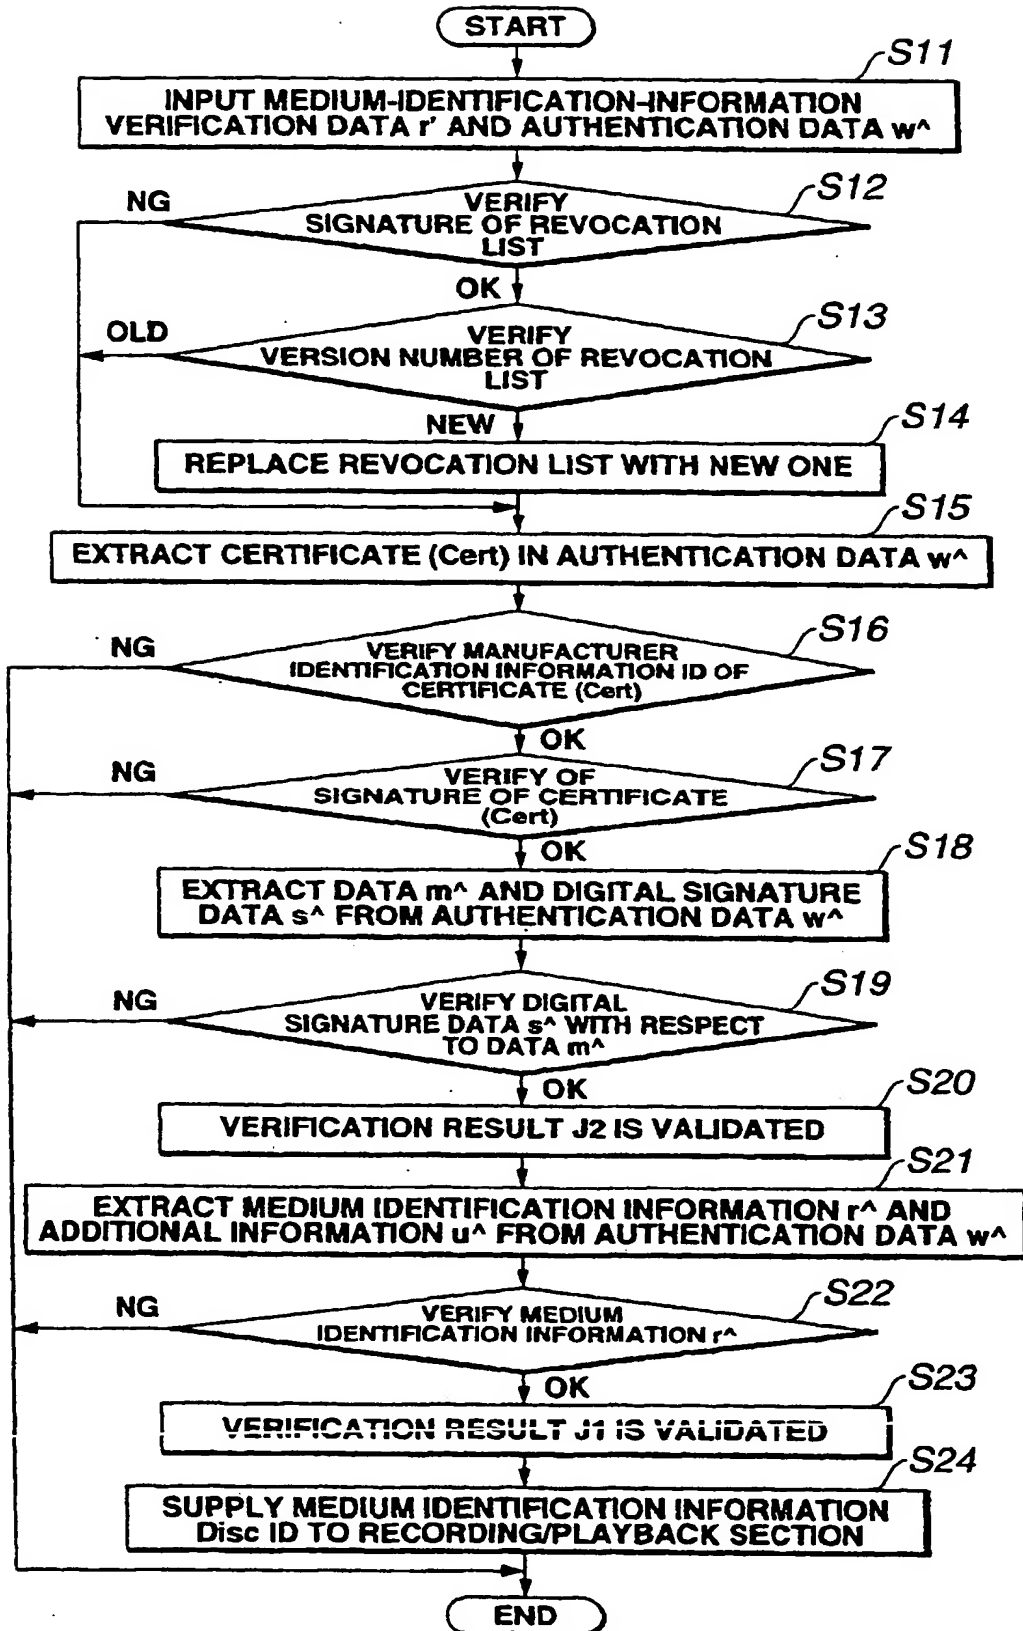 START
S11
INPUT MEDIUM-IDENTIFICATION-INFORMATION
VERIFICATION DATA r' AND AUTHENTICATION DATA w^
NG
S12
VERIFY
SIGNATURE OF REVOCATION
LIST
OK
OLD
S13
VERIFY
VERSION NUMBER OF REVOCATION
LIST
NEW
S14
REPLACE REVOCATION LIST WITH NEW ONE
S15
EXTRACT CERTIFICATE (Cert) IN AUTHENTICATION DATA w^
NG
S16
VERIFY MANUFACTURER
IDENTIFICATION INFORMATION ID OF
CERTIFICATE (Cert)
OK
NG
S17
VERIFY OF
SIGNATURE OF CERTIFICATE
(Cert)
OK
S18
EXTRACT DATA m^ AND DIGITAL SIGNATURE
DATA s^ FROM AUTHENTICATION DATA w^
NG
S19
VERIFY DIGITAL
SIGNATURE DATA s^ WITH RESPECT
TO DATA m^
OK
S20
VERIFICATION RESULT J2 IS VALIDATED
S21
EXTRACT MEDIUM IDENTIFICATION INFORMATION r^ AND
ADDITIONAL INFORMATION u^ FROM AUTHENTICATION DATA w^
NG
S22
VERIFY MEDIUM
IDENTIFICATION INFORMATION r^
OK
S23
VERIFICATION RESULT J1 IS VALIDATED
S24
SUPPLY MEDIUM IDENTIFICATION INFORMATION
Disc ID TO RECORDING/PLAYBACK SECTION
END